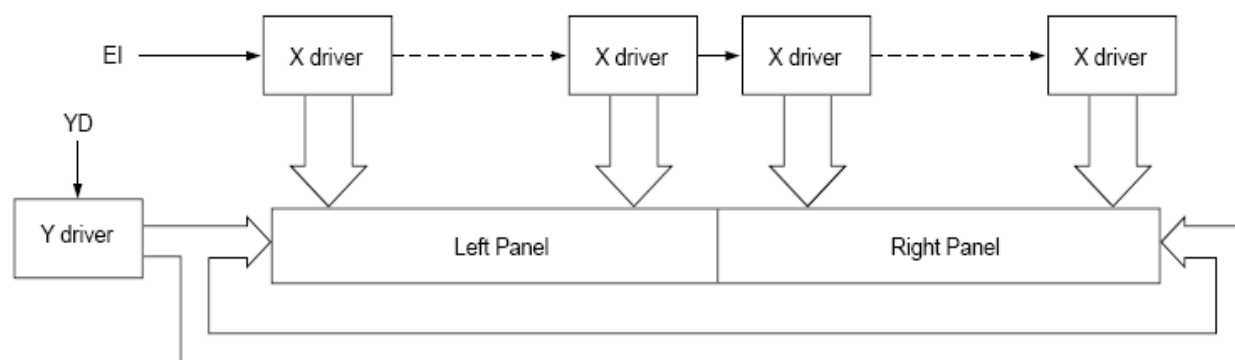 EI
X driver
X driver
X driver
X driver
YD
Y driver
Left Panel
Right Panel